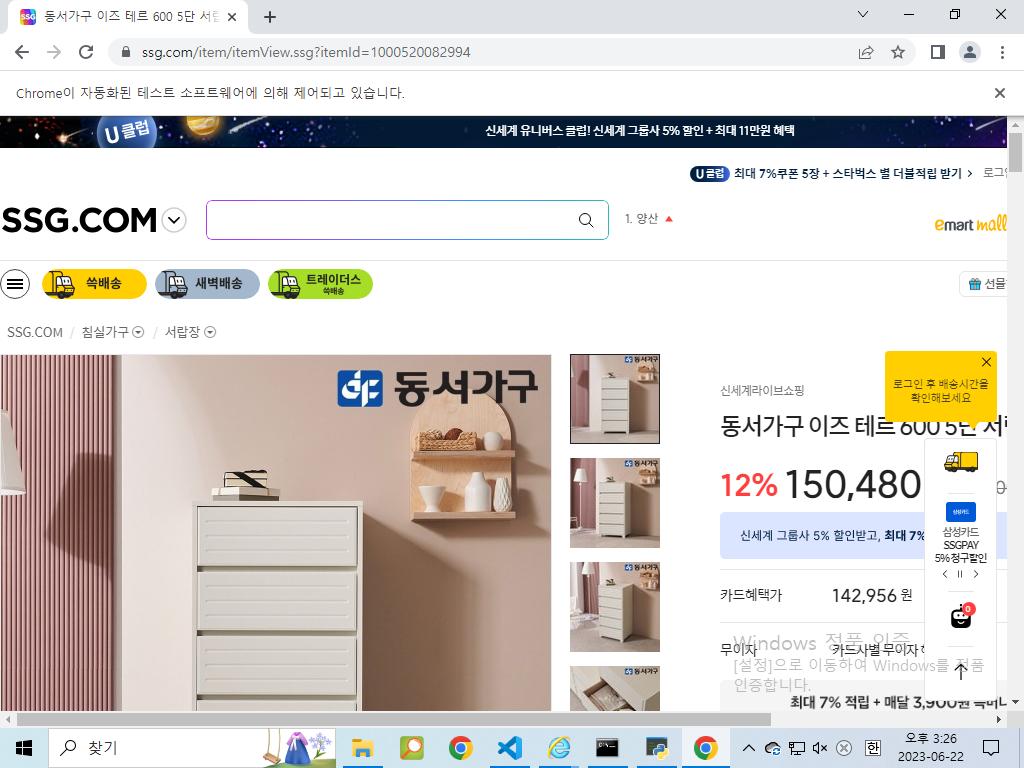 동서가구 이즈 테르 600 5단 서랍
ssg.com/item/itemView.ssg?itemId=1000520082994
Chrome이 자동화된 테스트 소프트웨어에 의해 제어되고 있습니다.
U클럽
신세계 유니버스 클럽! 신세계 그룹사 5% 할인 + 최대 11만원 혜택
U클럽 최대 7%쿠폰 5장 + 스타벅스 별 더블적립 받기
로그인
SSG.COM
1. 양산
emart mall
쓱배송
새벽배송
트레이더스
쓱배송
선물
SSG.COM / 침실가구 / 서랍장
동서가구
로그인 후 배송시간을
확인해보세요
신세계라이브쇼핑
동서가구 이즈 테르 600 5단 서
12% 150,480
삼성카드
삼성카드
SSGPAY
5% 청구할인
신세계 그룹사 5% 할인받고, 최대 7%
카드혜택가 142,956 원
0
무이자 카드사별 무이자
Windows 정품 인증
[설정]으로 이동하여 Windows를 정품
인증합니다.
최대 7% 적립 + 매달 3,900원 쓱머니
찾기
오후 3:26
2023-06-22
한